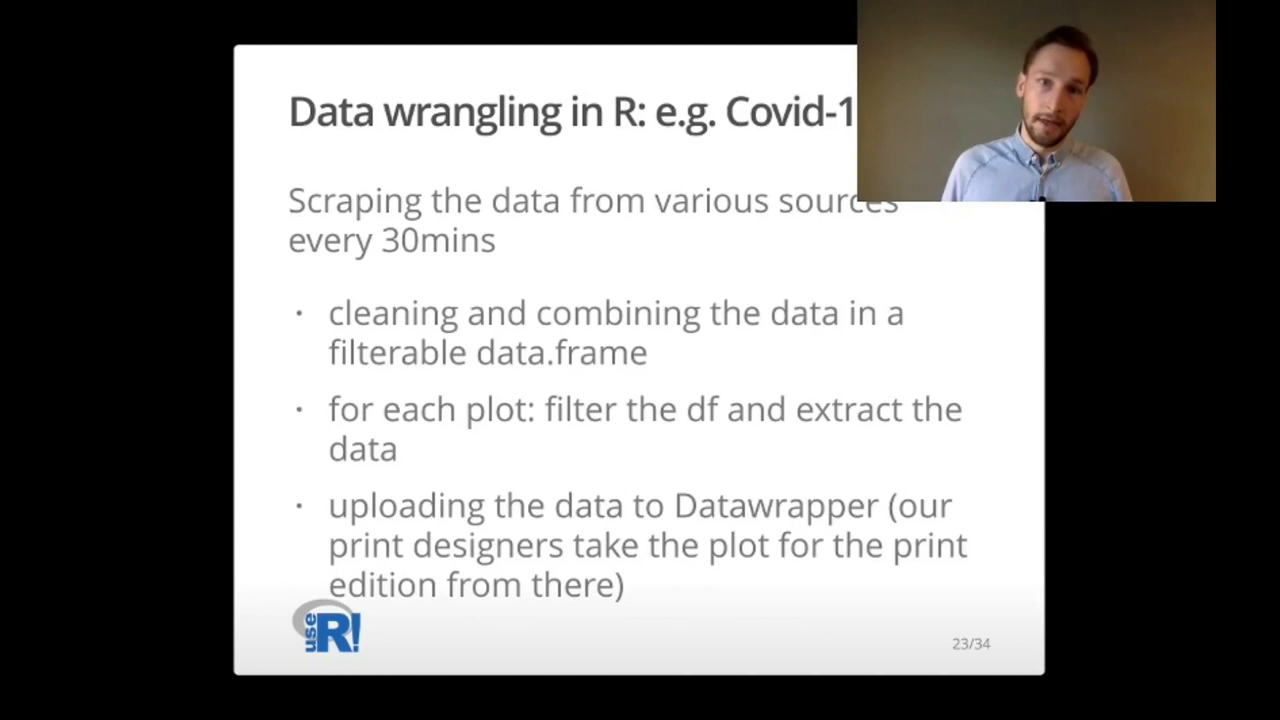 Data wrangling in R: e.g. Covid-1
Scraping the data from various sources
every 30mins
· cleaning and combining the data in a
filterable data.frame
· for each plot: filter the df and extract the
data
· uploading the data to Datawrapper (our
print designers take the plot for the print
edition from there)
use R!
23/34